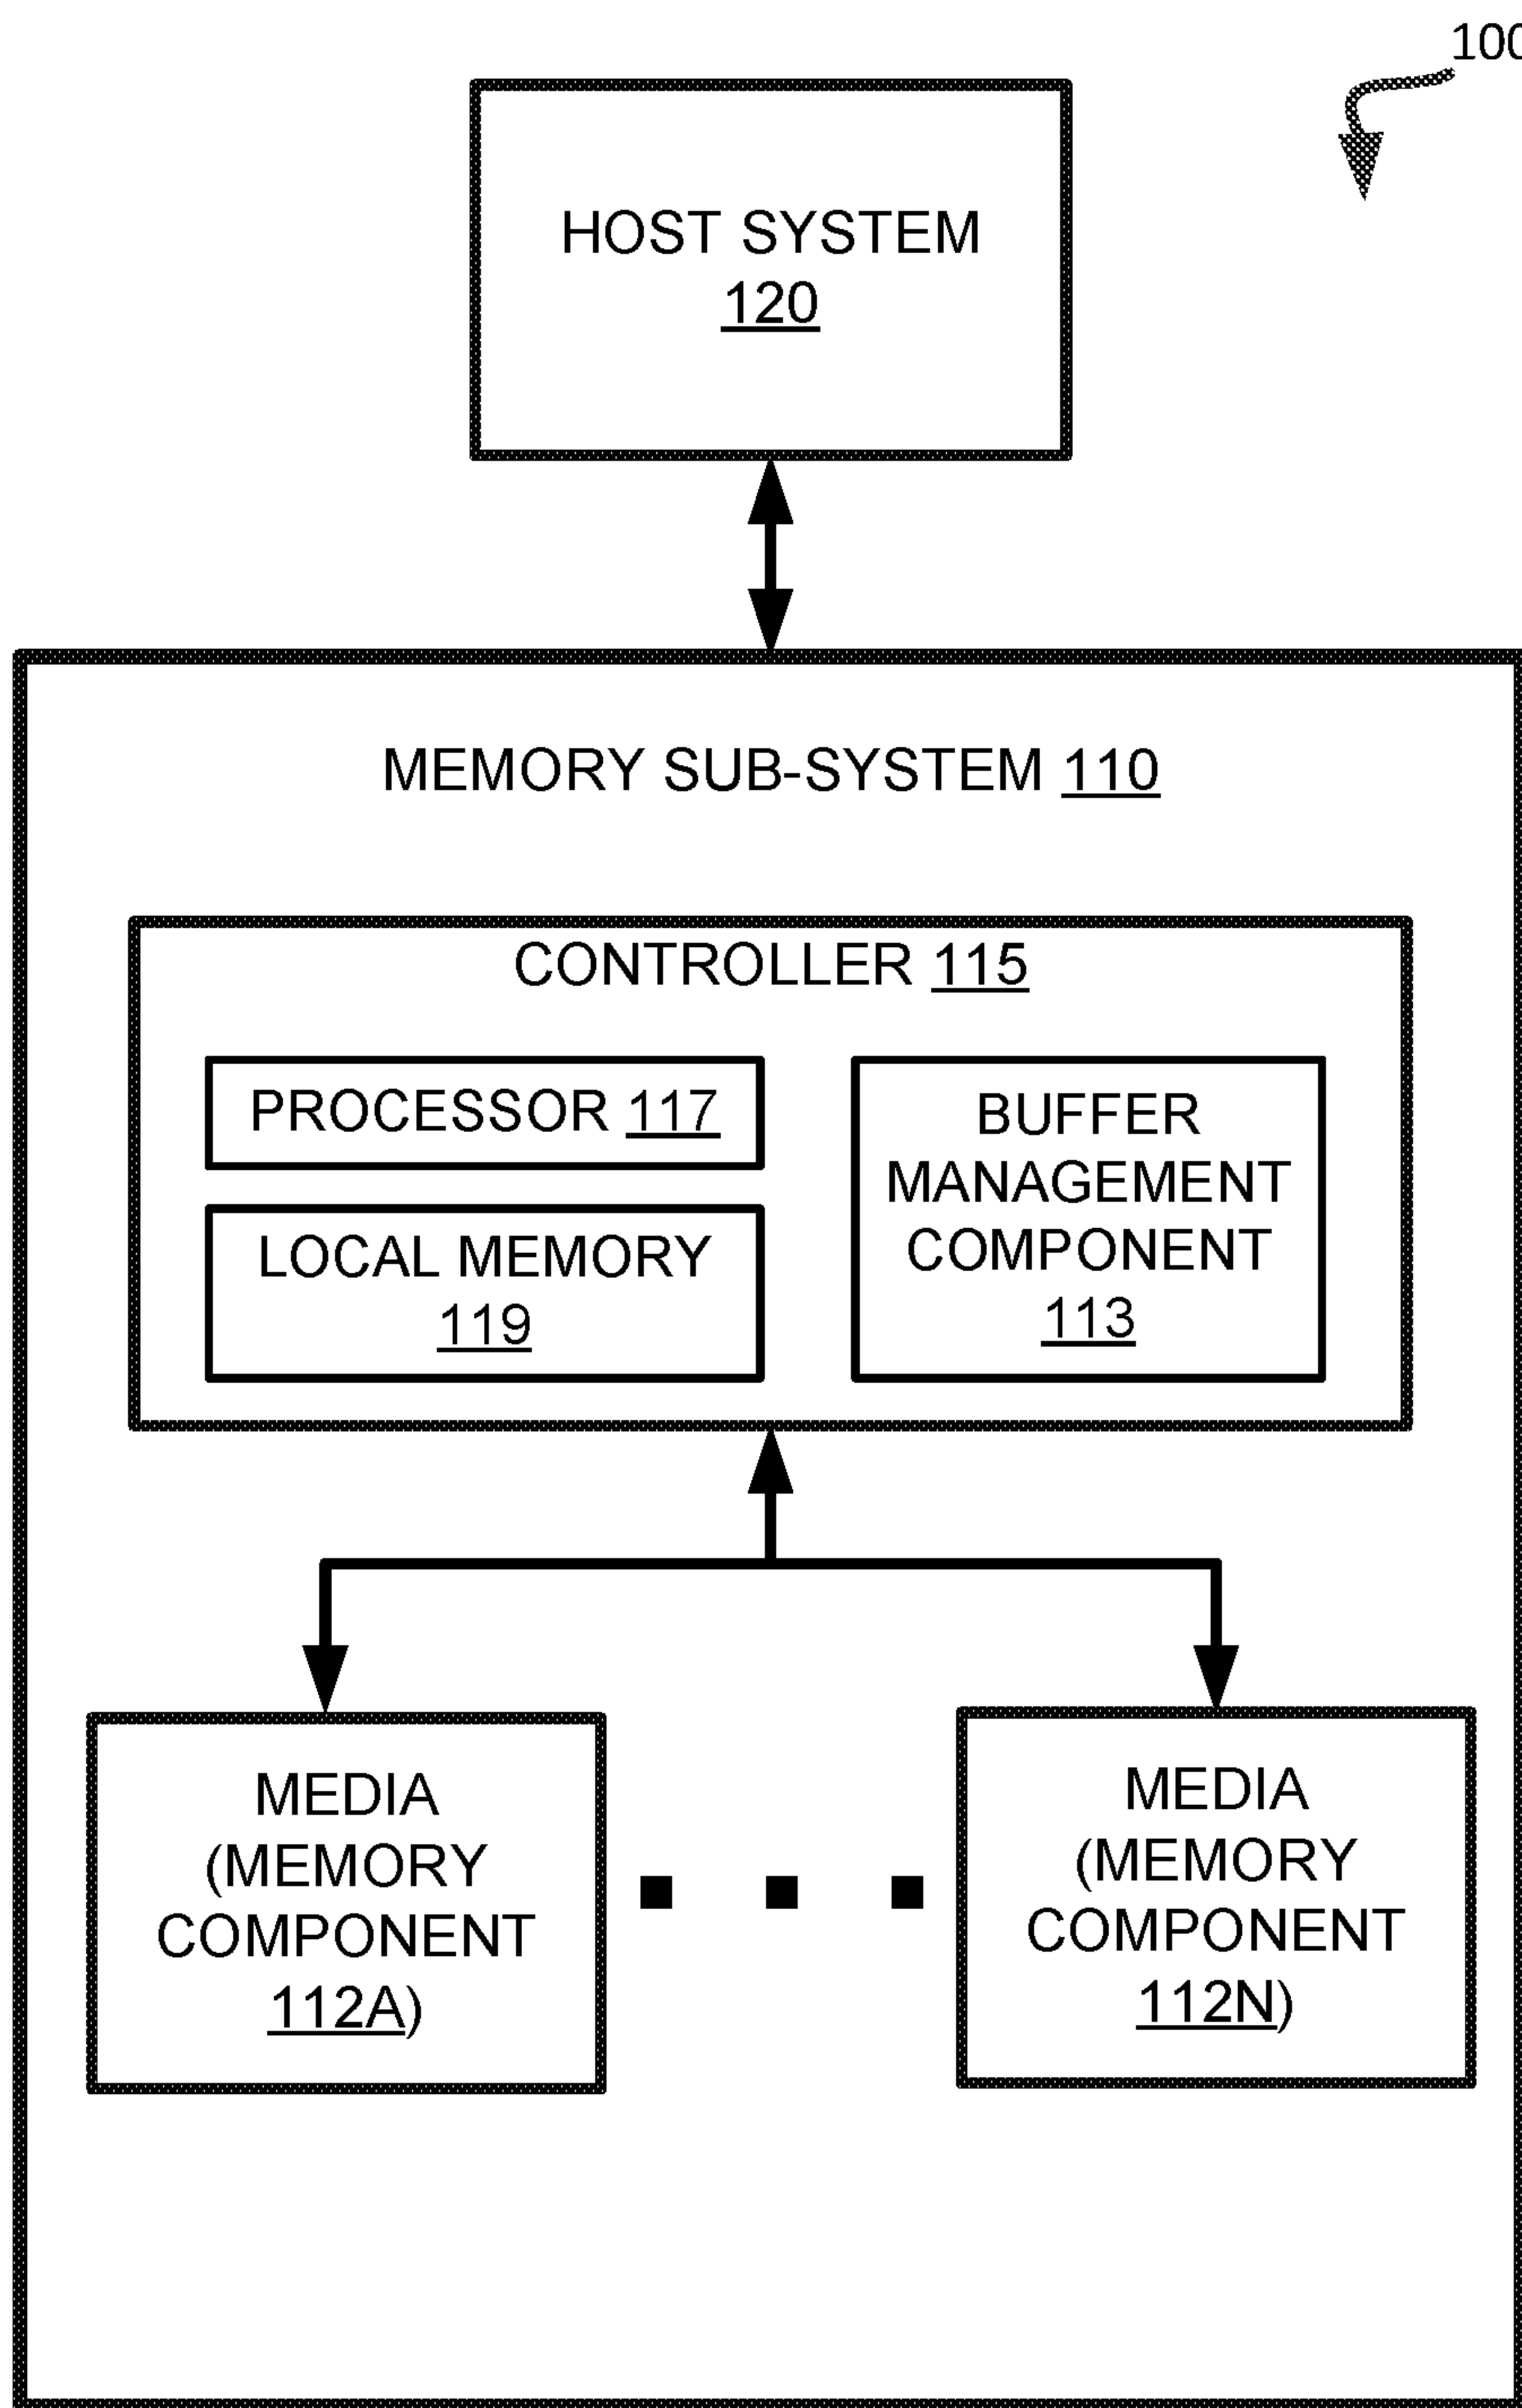 100
HOST SYSTEM
120
MEMORY SUB-SYSTEM 110
CONTROLLER 115
PROCESSOR 117
LOCAL MEMORY
119
BUFFER
MANAGEMENT
COMPONENT
113
MEDIA
(MEMORY
COMPONENT
112A)
MEDIA
(MEMORY
COMPONENT
112N)